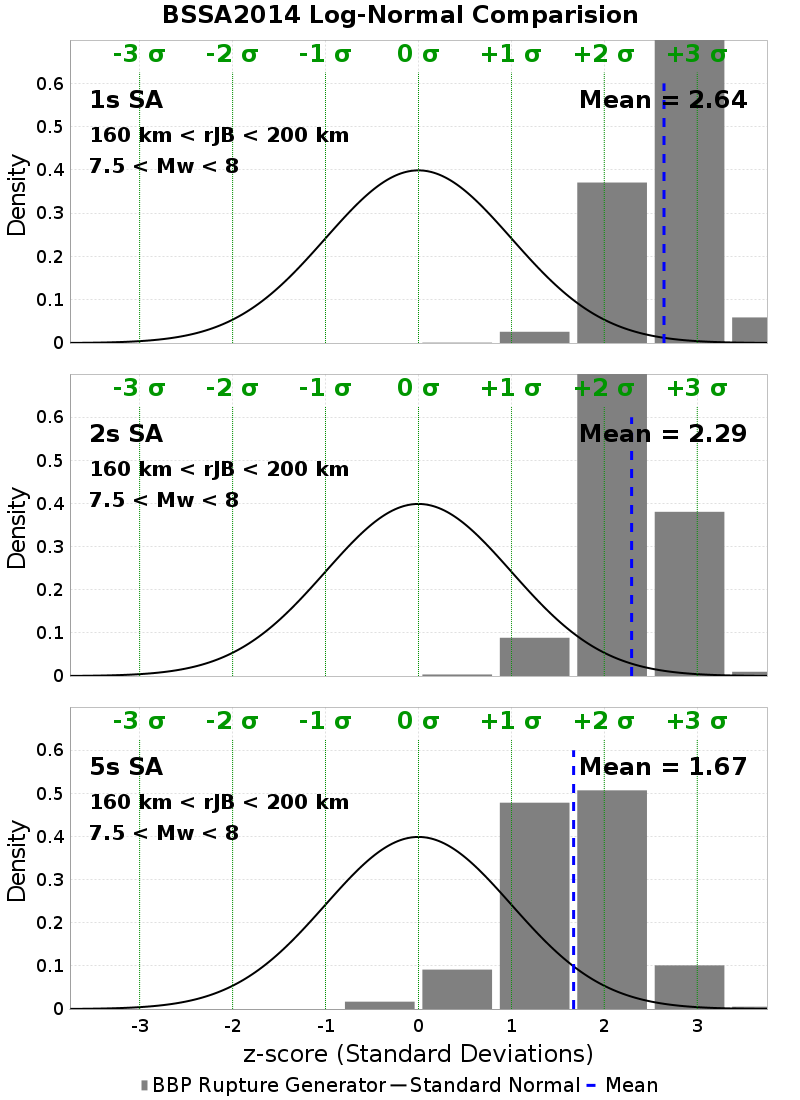 BSSA2014 Log-Normal Comparision
-3 σ -2 σ -1 σ 0 σ +1 σ +2 σ +3 σ
0.6
1s SA Mean = 2.64
0.5
160 km < rJB < 200 km
7.5 < Mw < 8
0.4
0.3
0.2
0.1
0
Density
-3 σ -2 σ -1 σ 0 σ +1 σ +2 σ +3 σ
0.6
2s SA Mean = 2.29
0.5
160 km < rJB < 200 km
7.5 < Mw < 8
0.4
0.3
0.2
0.1
0
Density
-3 σ -2 σ -1 σ 0 σ +1 σ +2 σ +3 σ
0.6
5s SA Mean = 1.67
0.5
160 km < rJB < 200 km
7.5 < Mw < 8
0.4
0.3
0.2
0.1
0
Density
-3 -2 -1 0 1 2 3
z-score (Standard Deviations)
BBP Rupture Generator Standard Normal Mean